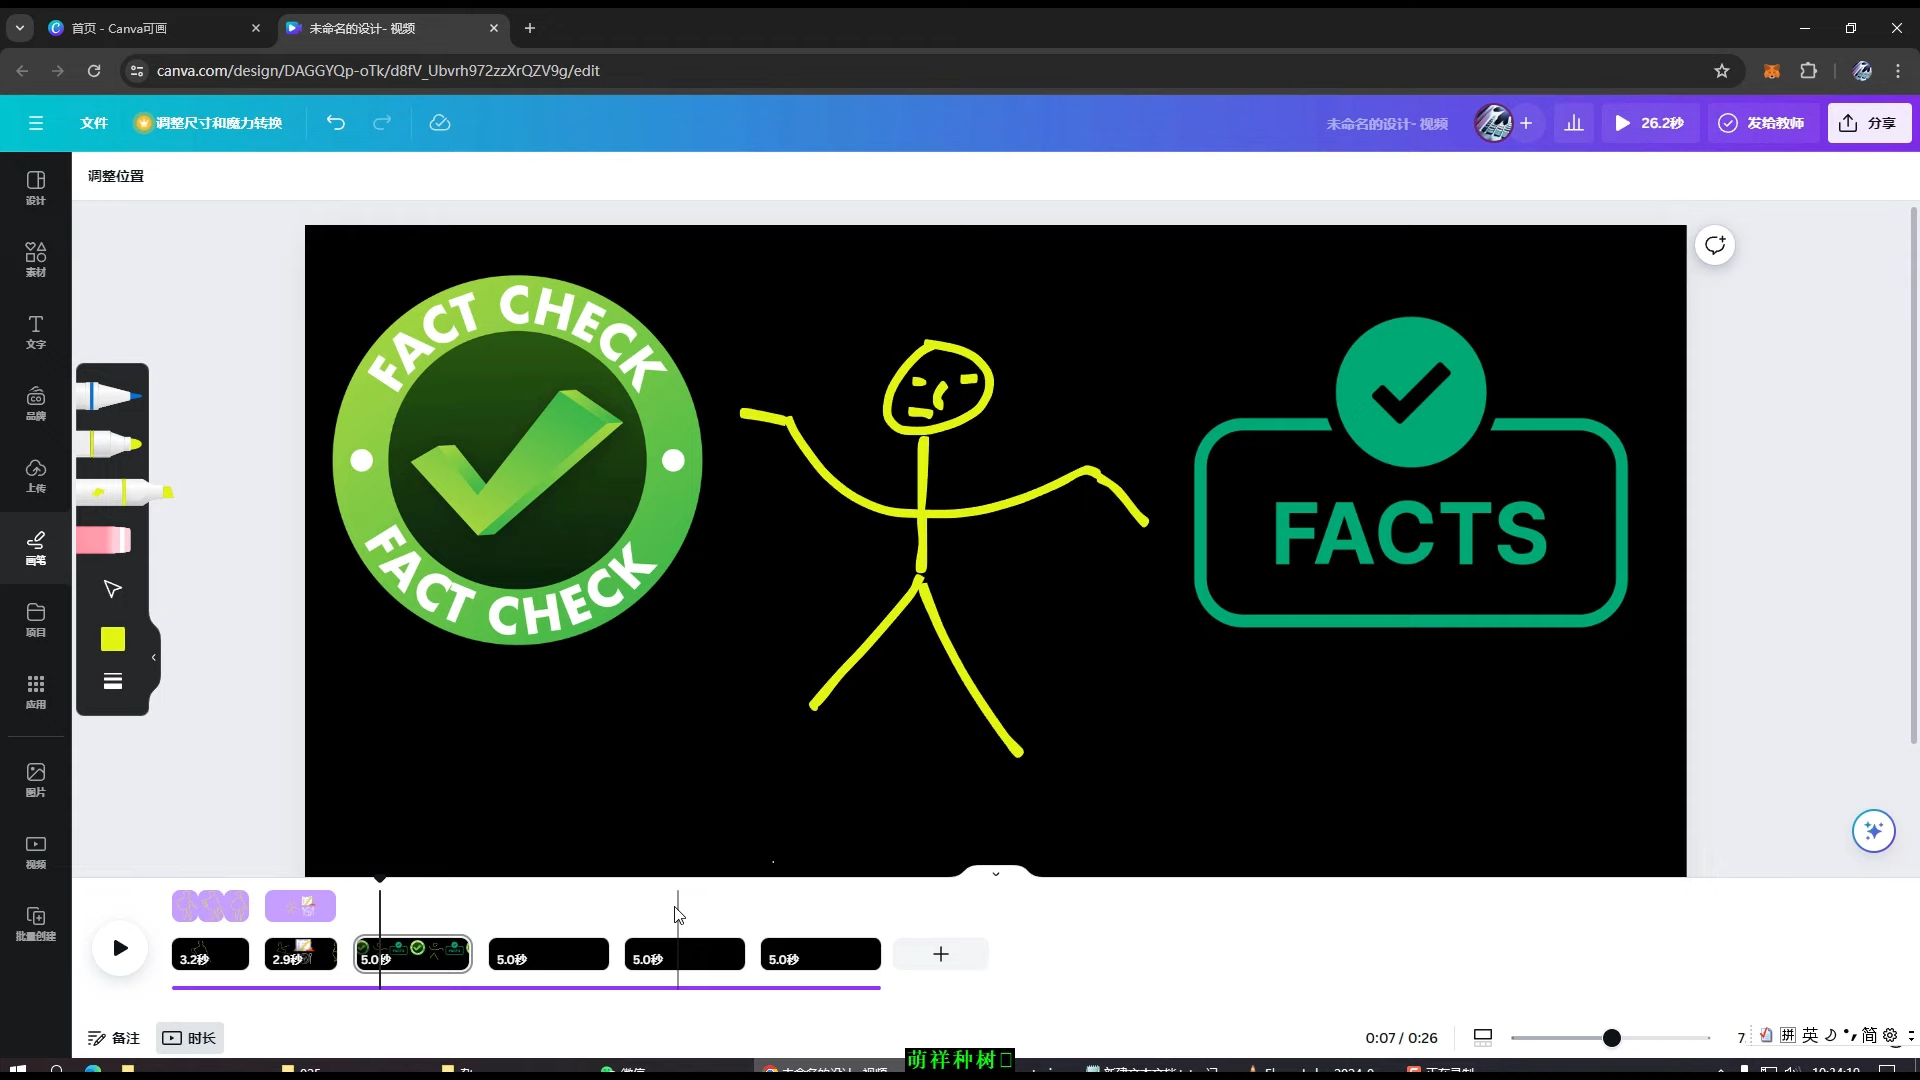 首页 - Canva可画
未命名的设计- 视频
canva.com/design/DAGGYQp-oTk/d8fV_Ubvrh972zzXrQZV9g/edit
文件
调整尺寸和魔力转换
未命名的设计- 视频
26.2秒
发给教师
分享
调整位置
设计
素材
文字
品牌
上传
画笔
项目
应用
图片
视频
批量创建
FACT CHECK
FACT CHECK
FACTS
3.2秒
2.9秒
5.0秒
5.0秒
5.0秒
5.0秒
备注
时长
0:07 / 0:26
拼 英 简
萌祥种树